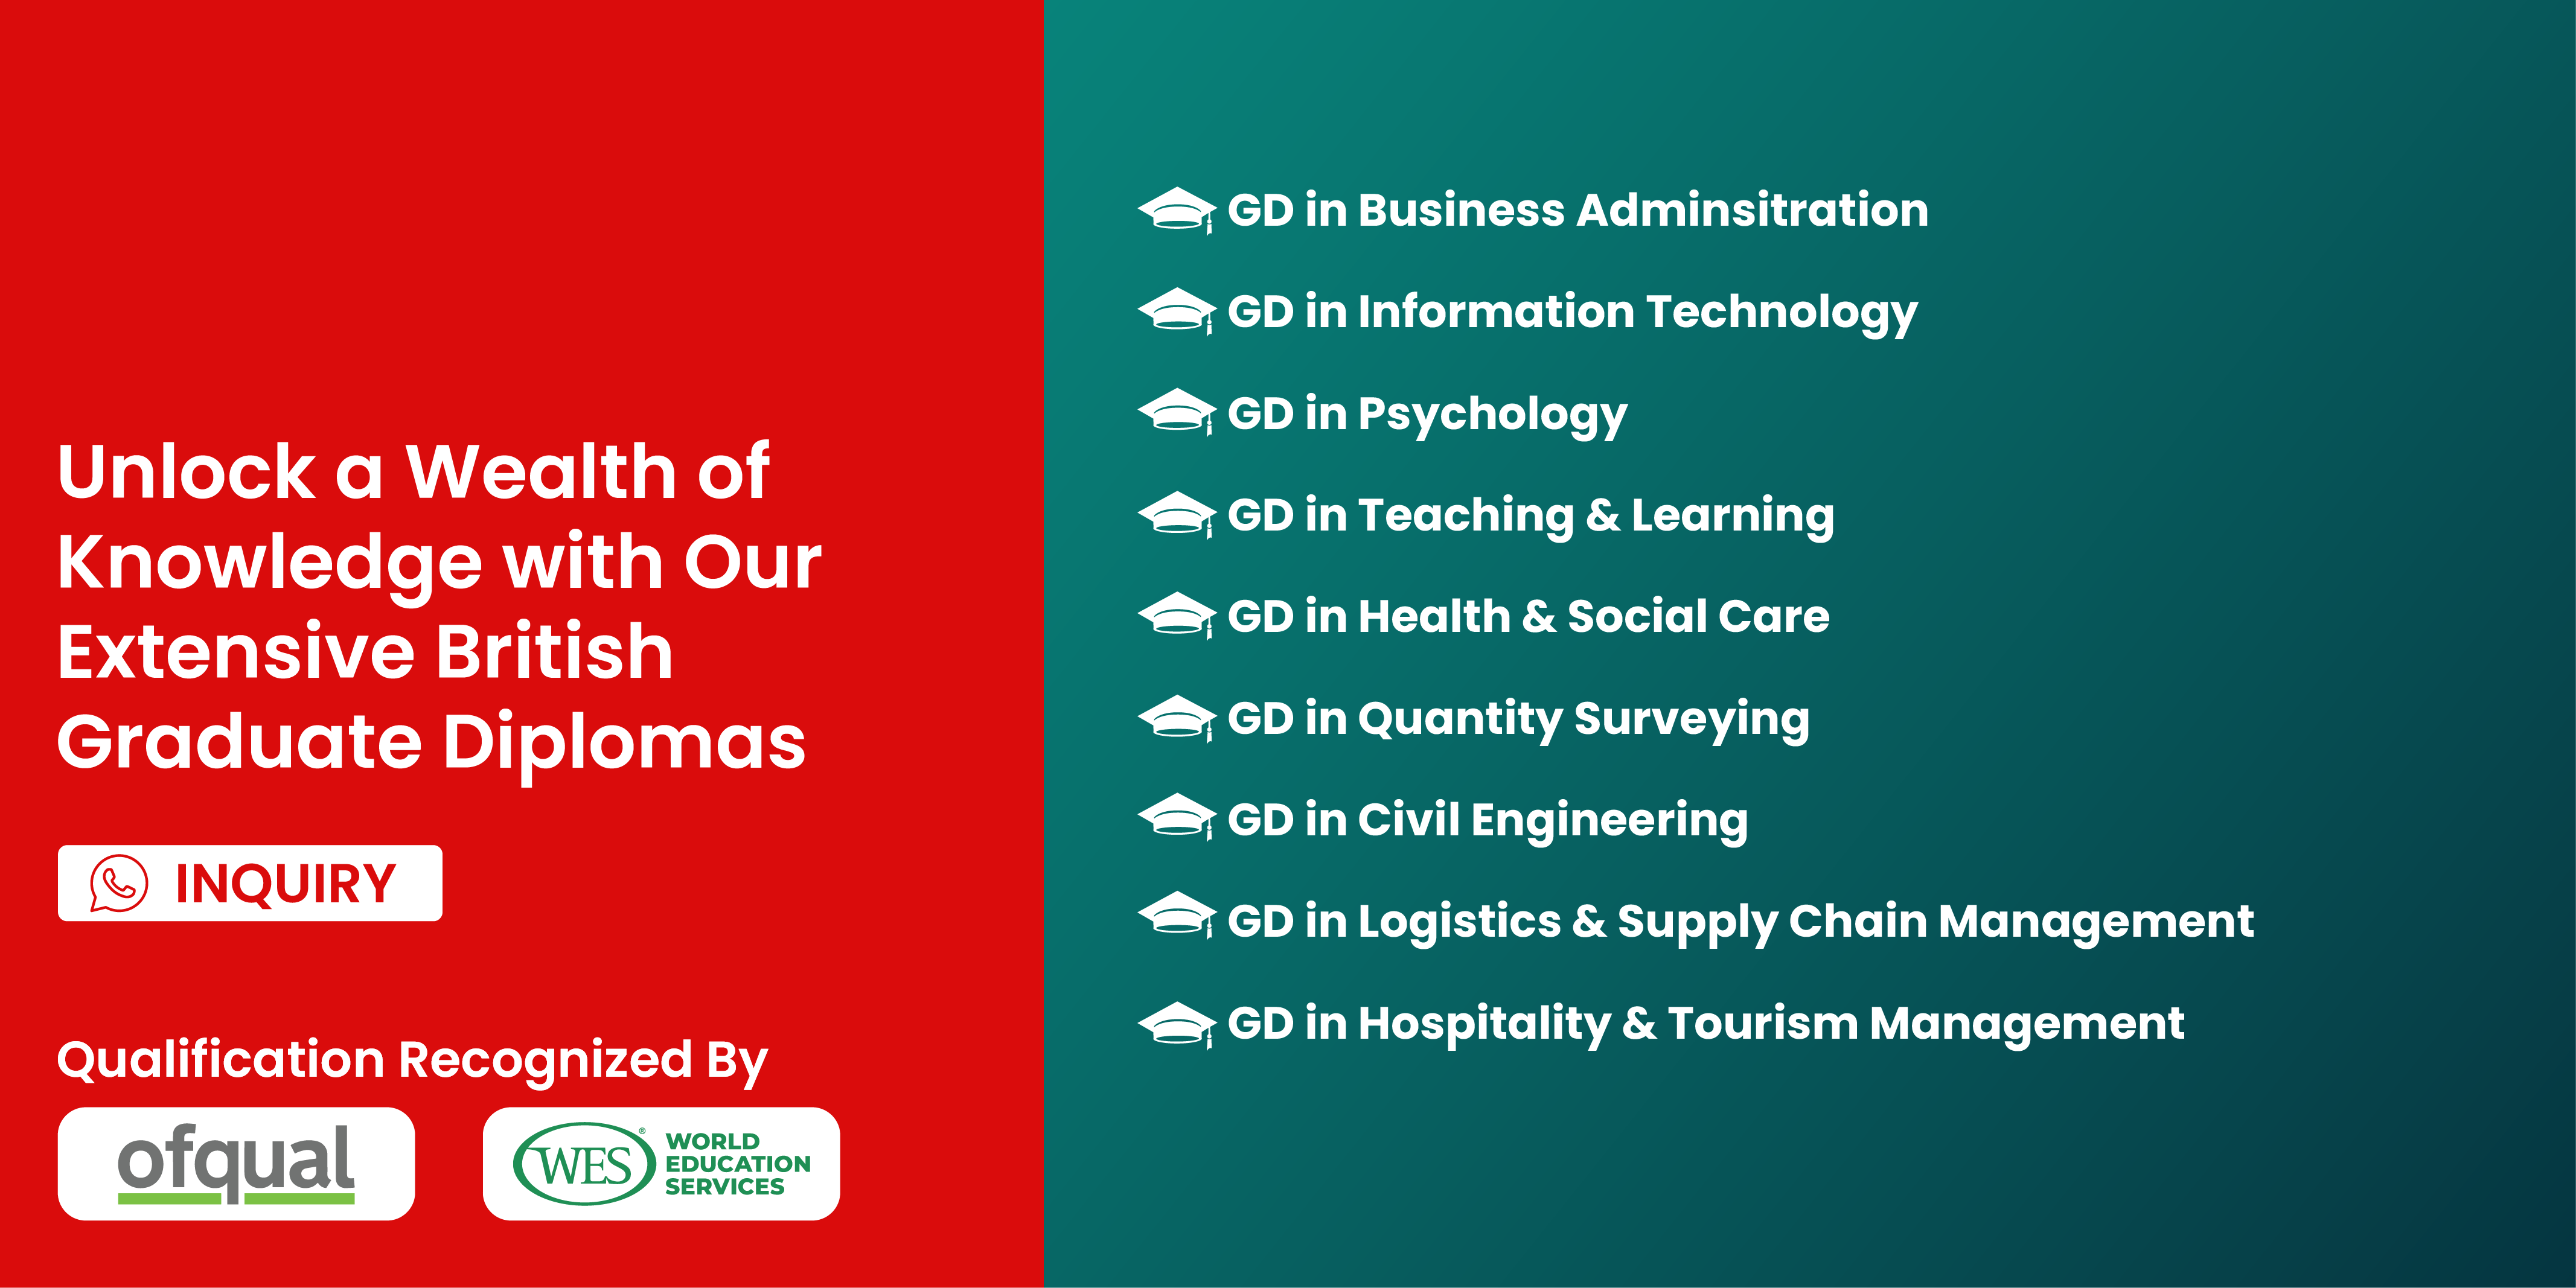 Unlock a Wealth of
Knowledge with Our
Extensive British
Graduate Diplomas
INQUIRY
Qualification Recognized By
ofqual
WES®
WORLD
EDUCATION
SERVICES
GD in Business Adminsitration
GD in Information Technology
GD in Psychology
GD in Teaching & Learning
GD in Health & Social Care
GD in Quantity Surveying
GD in Civil Engineering
GD in Logistics & Supply Chain Management
GD in Hospitality & Tourism Management